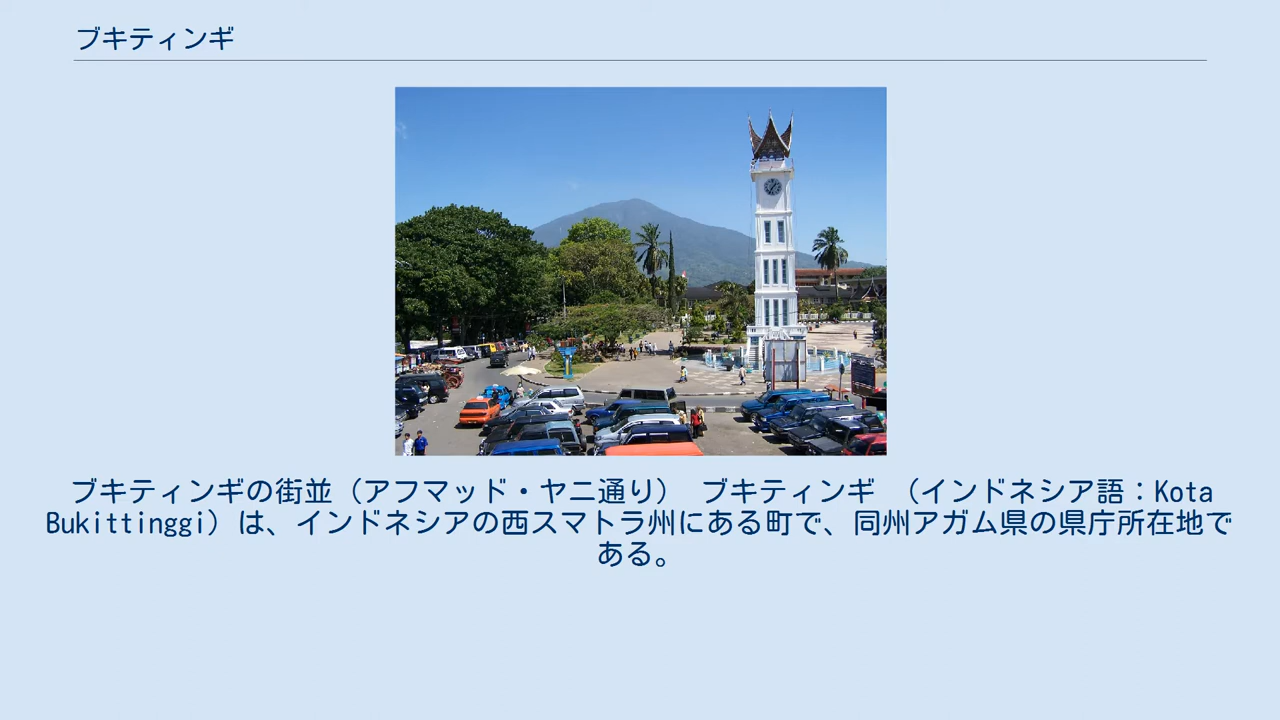 ブキティンギ
ブキティンギの街並（アフマッド・ヤニ通り） ブキティンギ （インドネシア語：Kota
Bukittinggi）は、インドネシアの西スマトラ州にある町で、同州アガム県の県庁所在地で
ある。